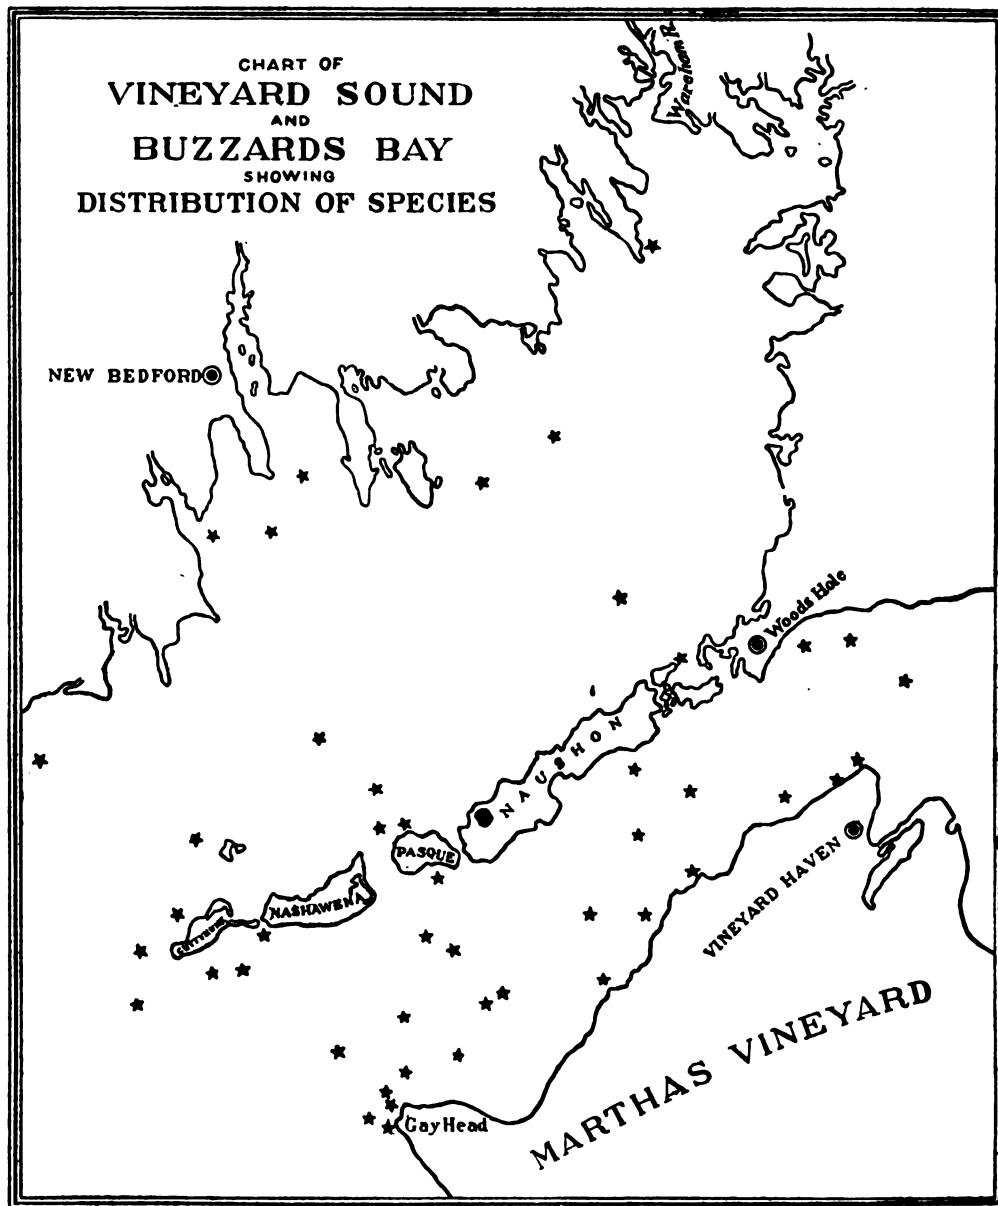 CHART OF
VINEYARD SOUND
AND
BUZZARDS BAY
SHOWING
DISTRIBUTION OF SPECIES
Wareham R.
NEW BEDFORD
Woods Hole
NAUSHON
PASQUE
NASHAWENA
CUTTYHUNK
VINEYARD HAVEN
MARTHAS VINEYARD
Gay Head